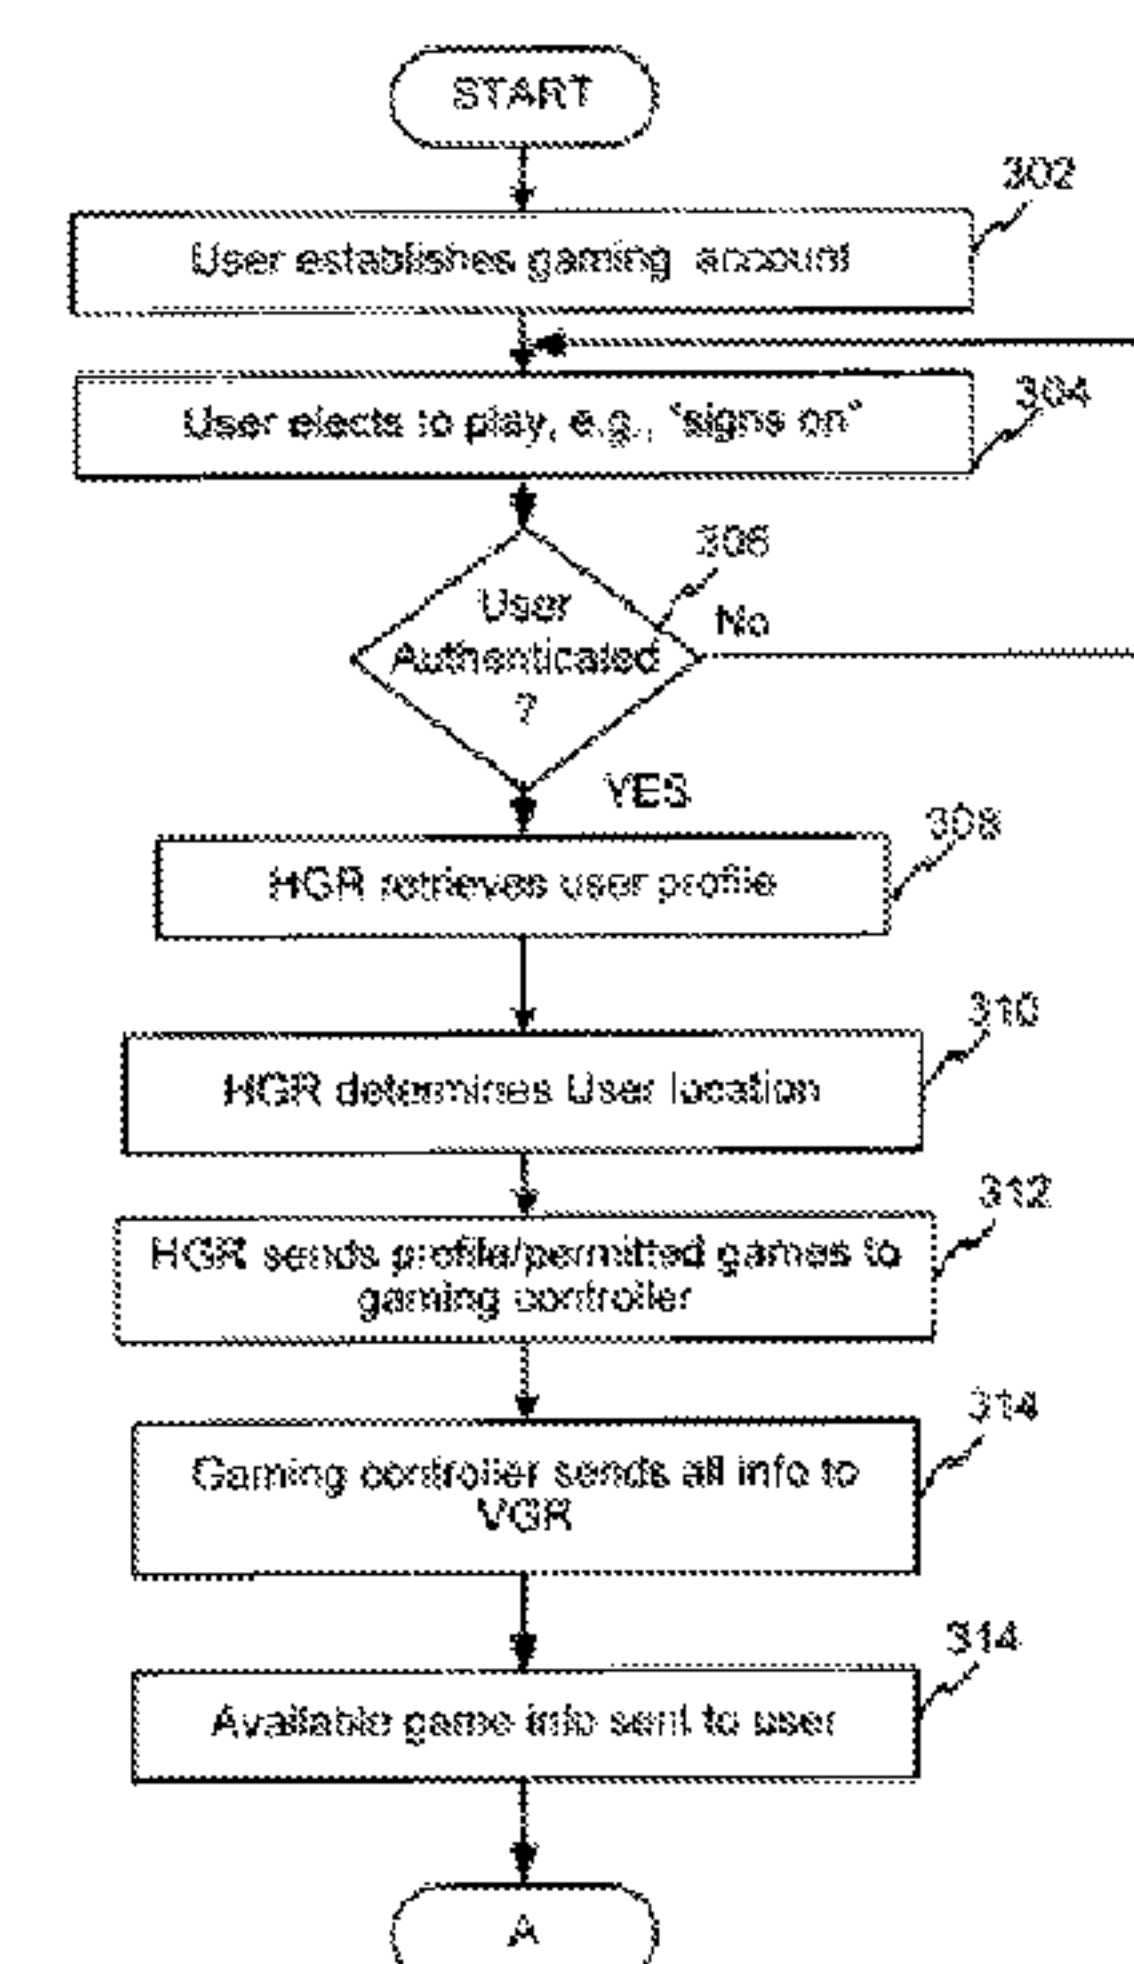 START
302
User establishes gaming account
304
User elects to play, e.g., "signs on"
306
User
Authenticated
?
No
YES
308
HGR retrieves user profile
310
HGR determines User location
312
HGR sends profile/permitted games to
gaming controller
314
Gaming controller sends all info to
VGR
314
Available game info sent to user
A